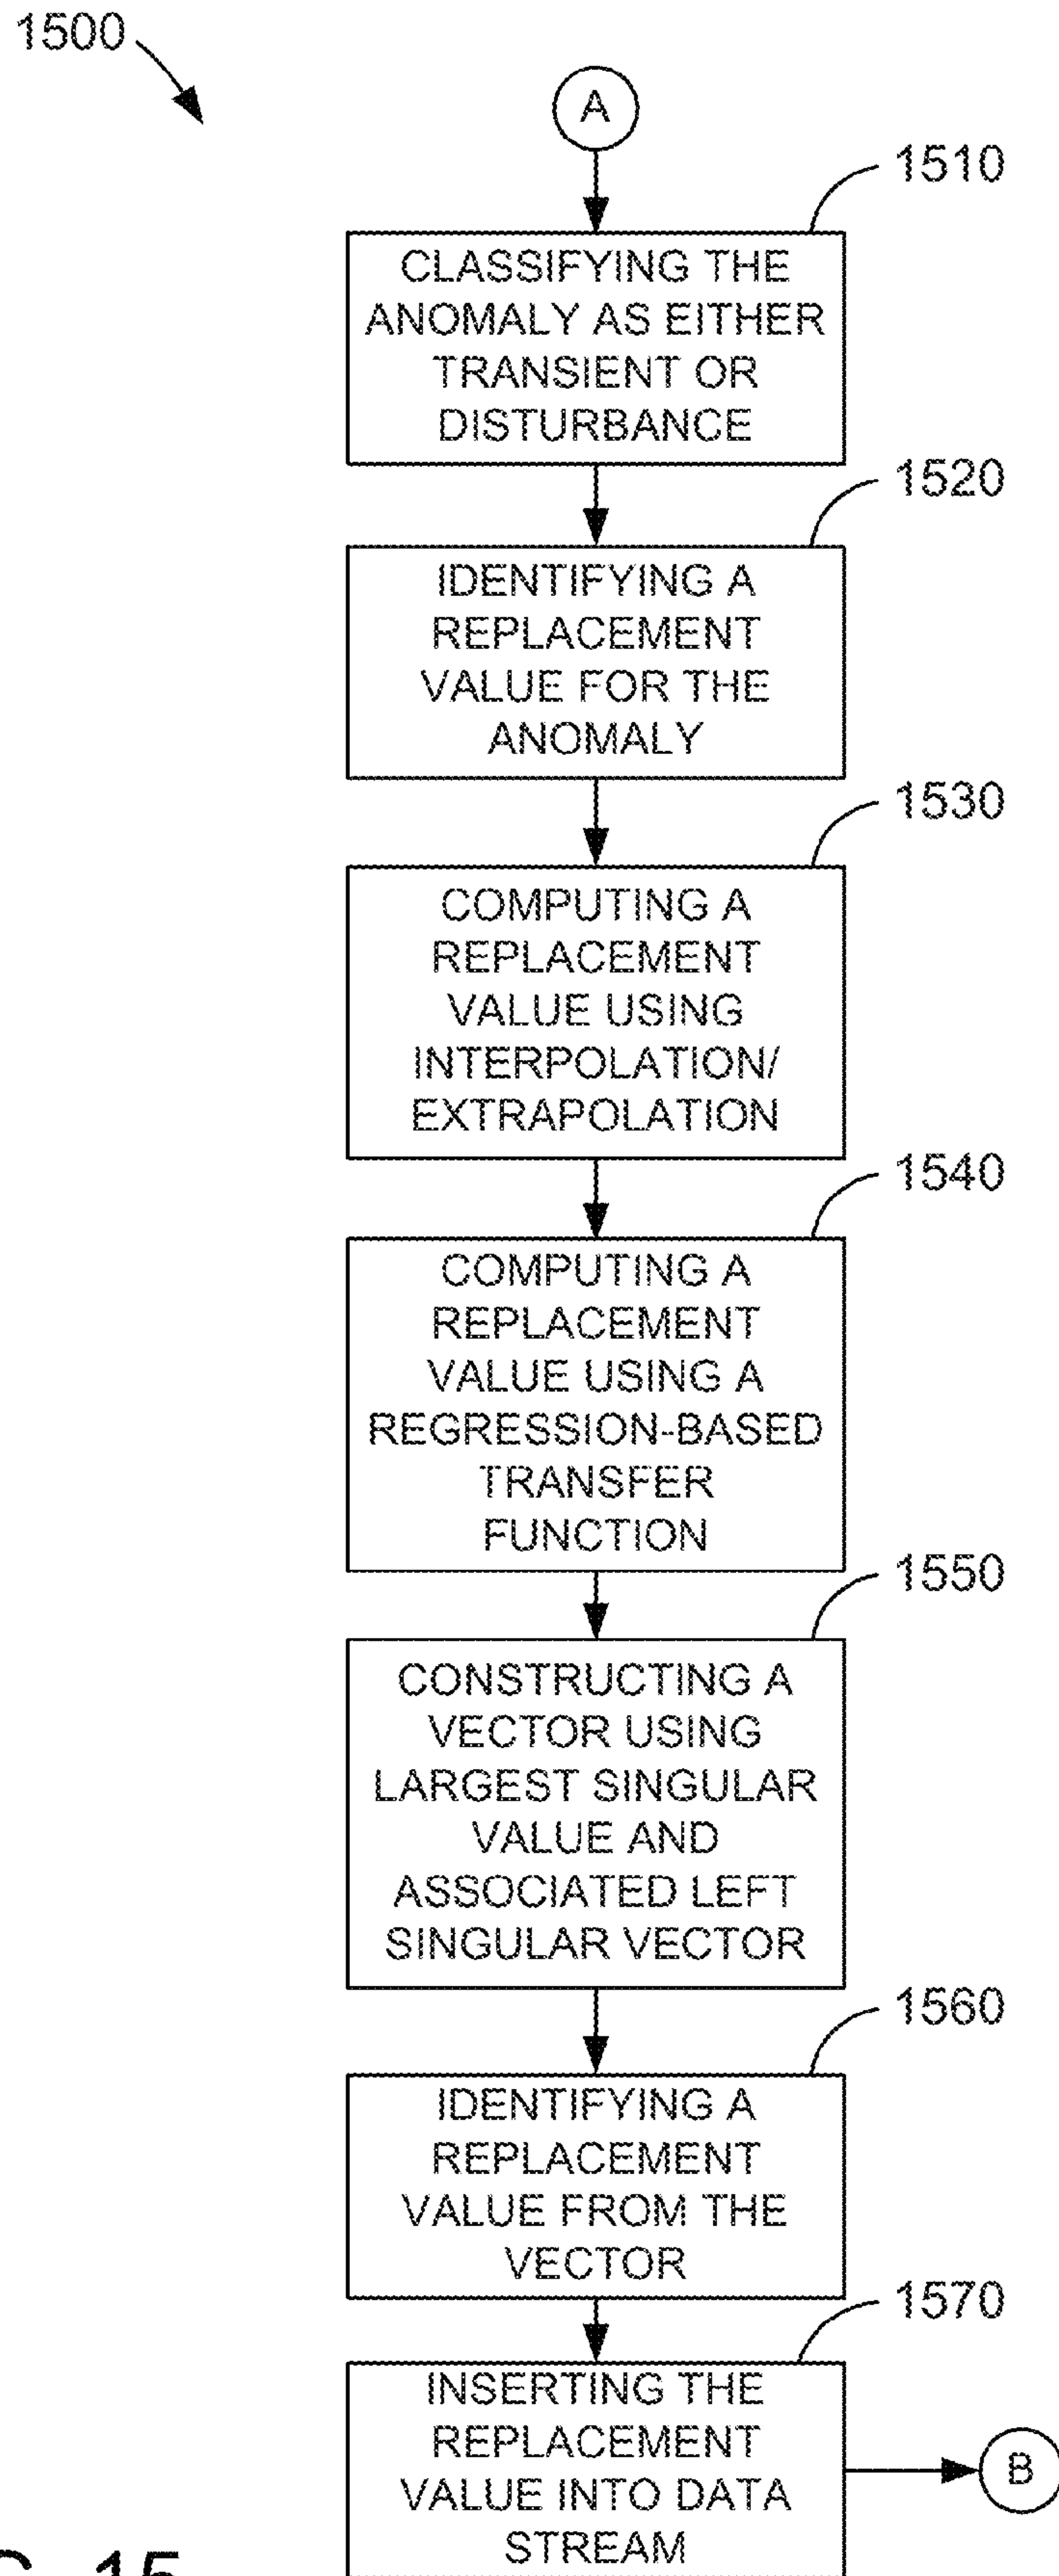 1500
A
1510
CLASSIFYING THE
ANOMALY AS EITHER
TRANSIENT OR
DISTURBANCE
1520
IDENTIFYING A
REPLACEMENT
VALUE FOR THE
ANOMALY
1530
COMPUTING A
REPLACEMENT
VALUE USING
INTERPOLATION/
EXTRAPOLATION
1540
COMPUTING A
REPLACEMENT
VALUE USING A
REGRESSION-BASED
TRANSFER
FUNCTION
1550
CONSTRUCTING A
VECTOR USING
LARGEST SINGULAR
VALUE AND
ASSOCIATED LEFT
SINGULAR VECTOR
1560
IDENTIFYING A
REPLACEMENT
VALUE FROM THE
VECTOR
1570
INSERTING THE
REPLACEMENT
VALUE INTO DATA
STREAM
B
15